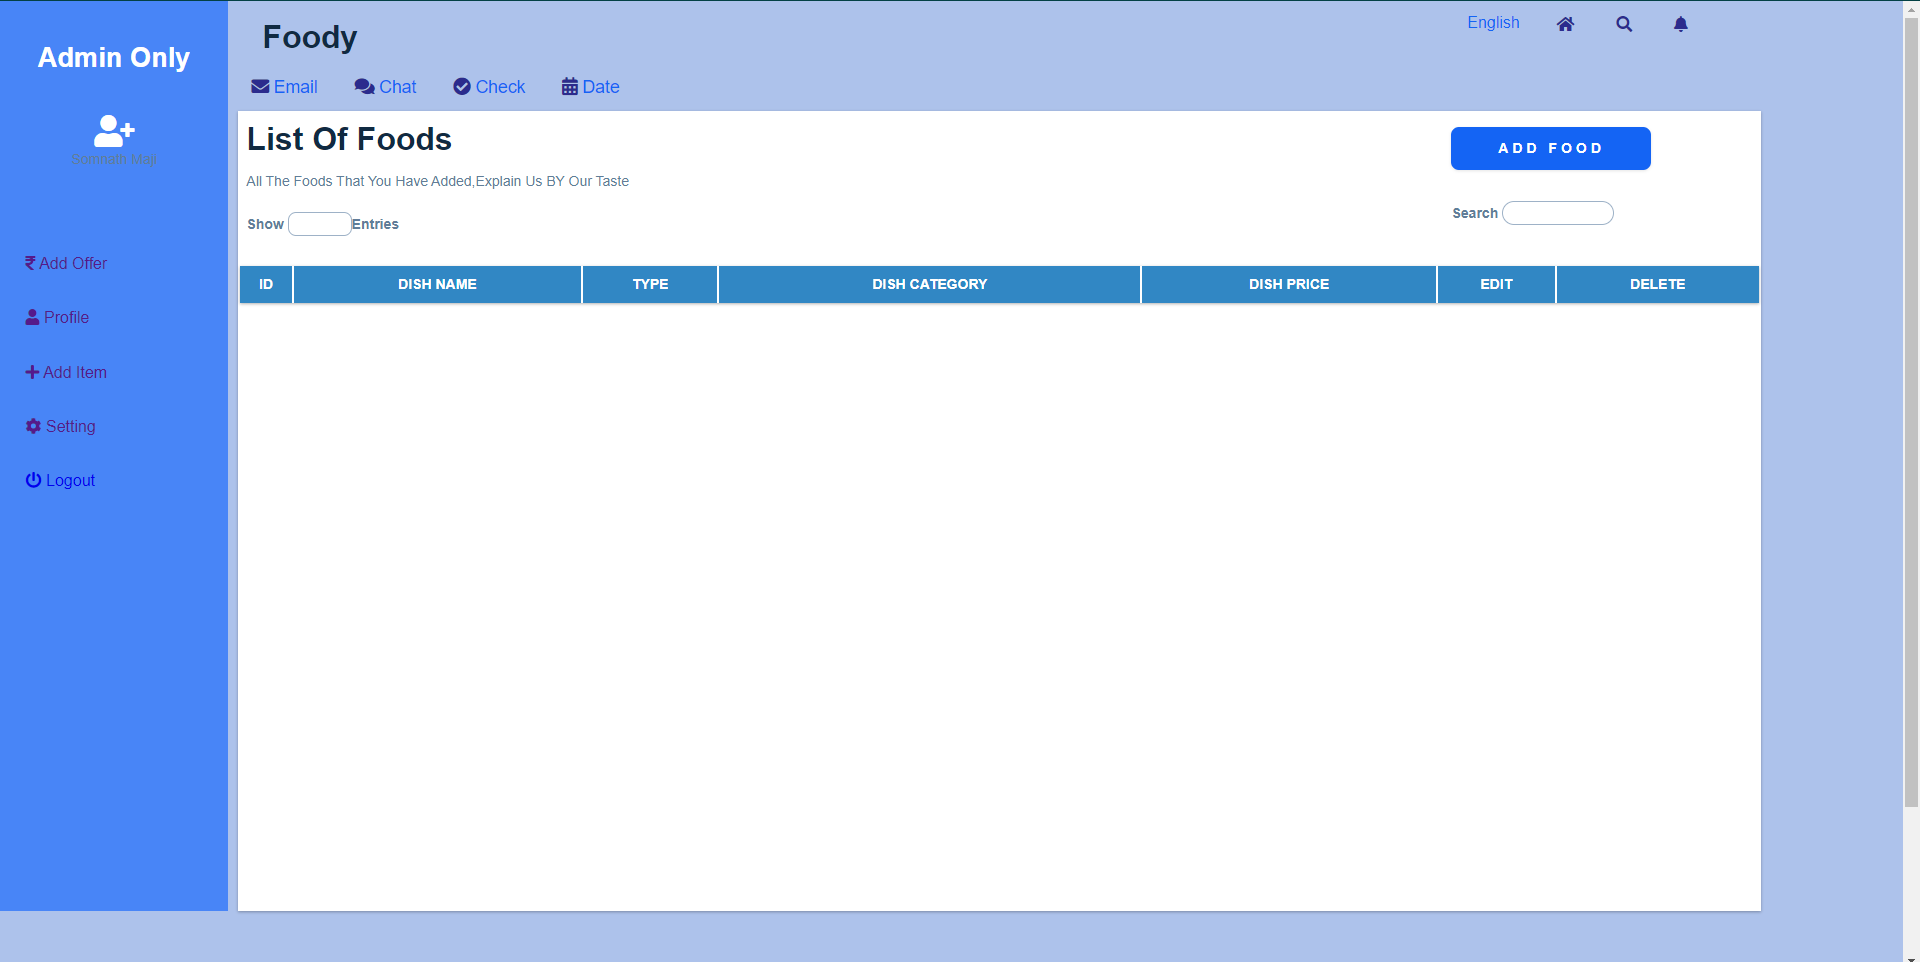 Admin Only
Somnath Maji
Add Offer
Profile
Add Item
Setting
Logout
Foody
English
Email Chat Check Date
List Of Foods
ADD FOOD
All The Foods That You Have Added,Explain Us BY Our Taste
Show Entries
Search
ID DISH NAME TYPE DISH CATEGORY DISH PRICE EDIT DELETE